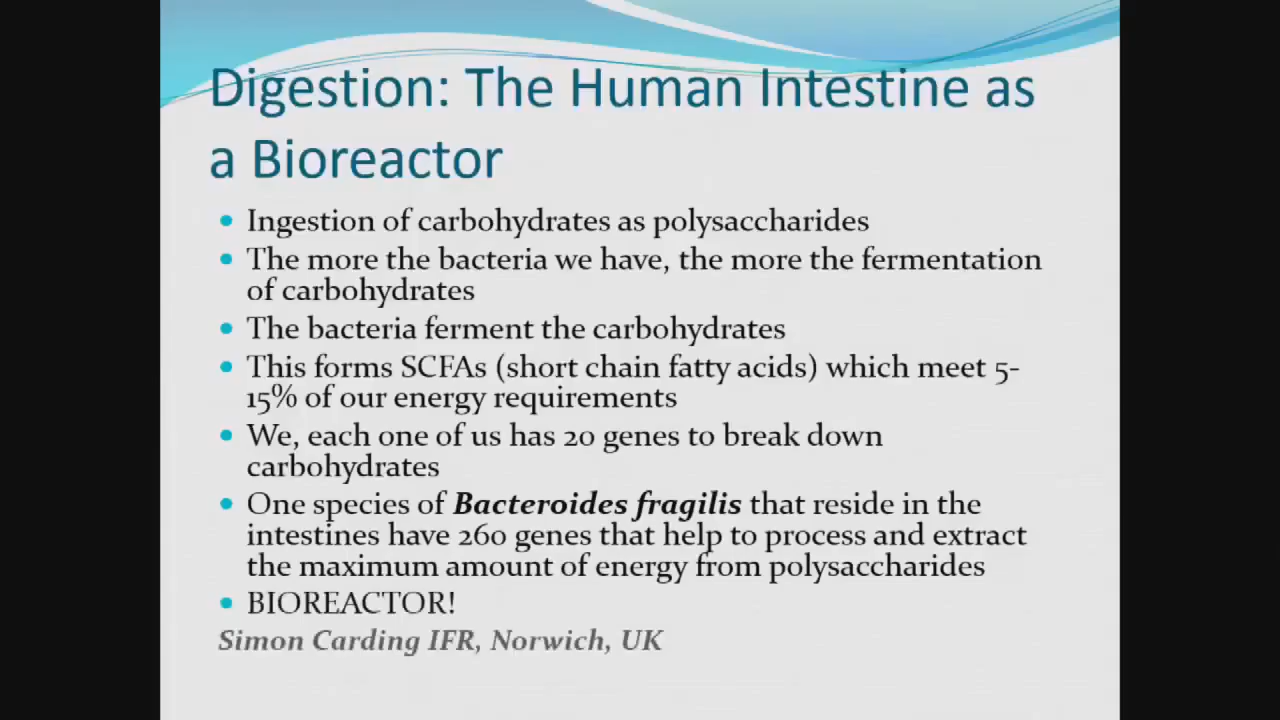 Digestion: The Human Intestine as
a Bioreactor
• Ingestion of carbohydrates as polysaccharides
• The more the bacteria we have, the more the fermentation
of carbohydrates
• The bacteria ferment the carbohydrates
• This forms SCFAs (short chain fatty acids) which meet 5-
15% of our energy requirements
• We, each one of us has 20 genes to break down
carbohydrates
• One species of Bacteroides fragilis that reside in the
intestines have 260 genes that help to process and extract
the maximum amount of energy from polysaccharides
• BIOREACTOR!
Simon Carding IFR, Norwich, UK